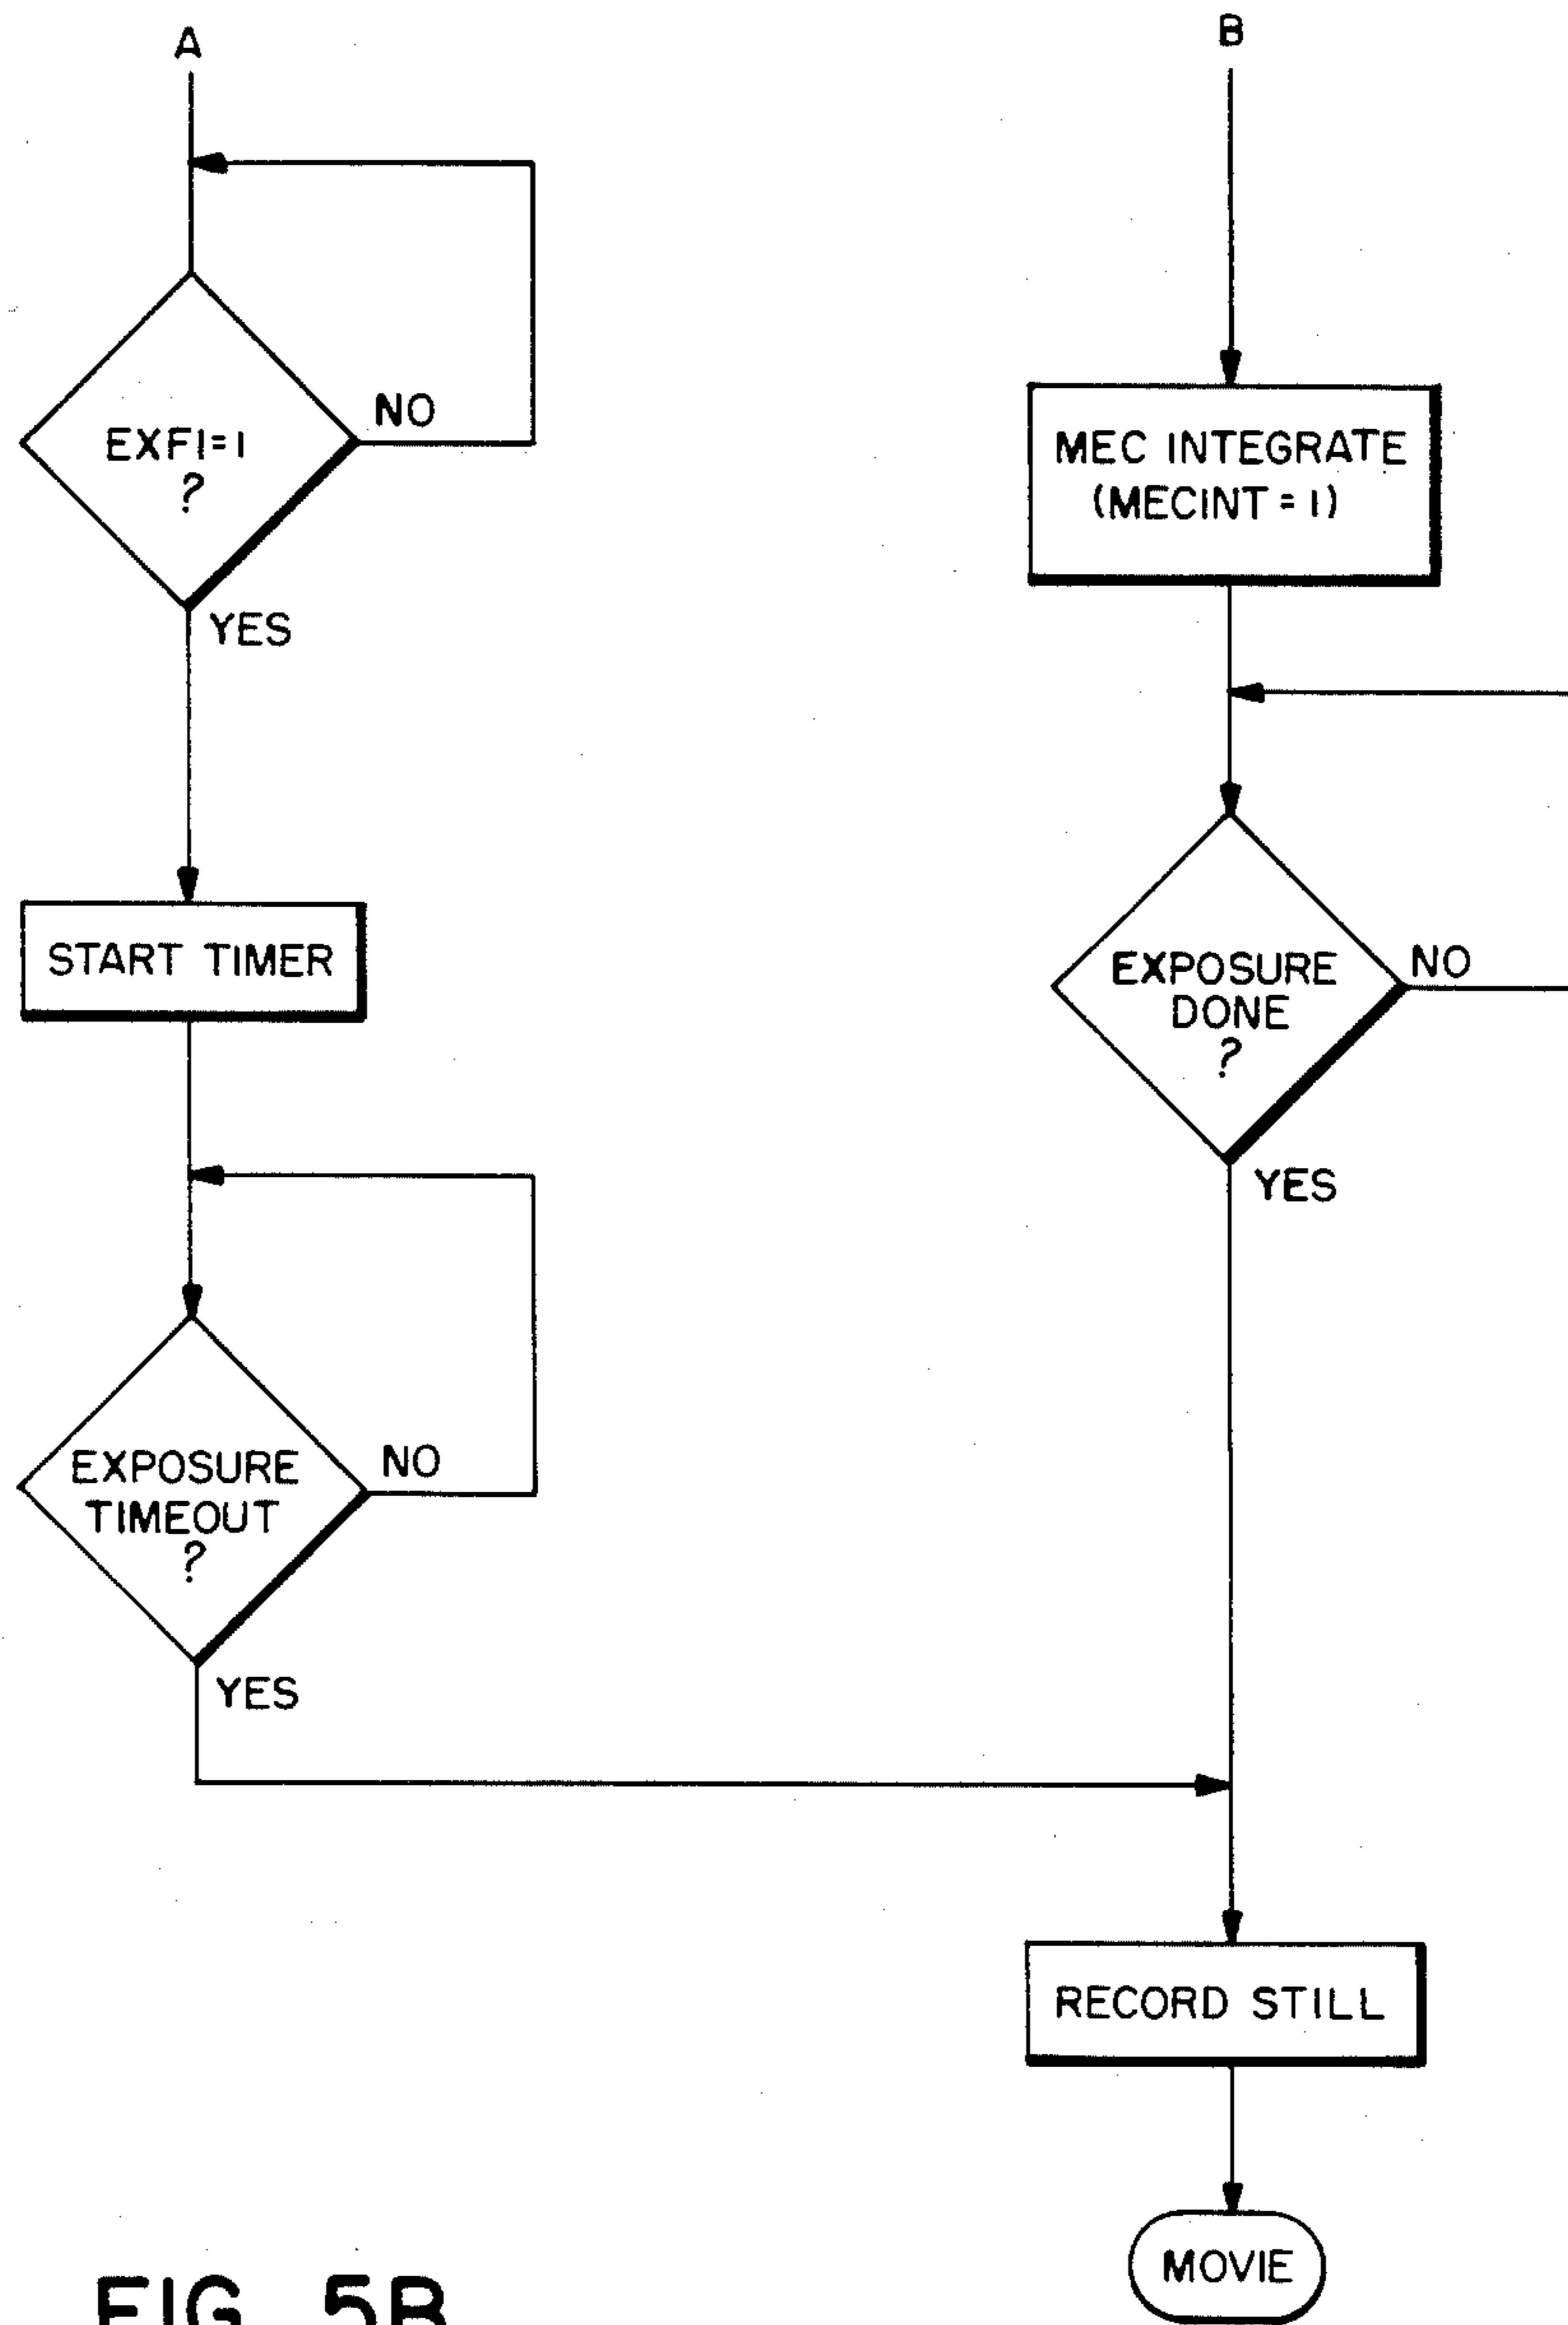 A
EXFI=1
?
NO
YES
START TIMER
EXPOSURE
TIMEOUT
?
NO
YES
B
MEC INTEGRATE
(MECINT = 1)
EXPOSURE
DONE
?
NO
YES
RECORD STILL
MOVIE
FIG. 5B